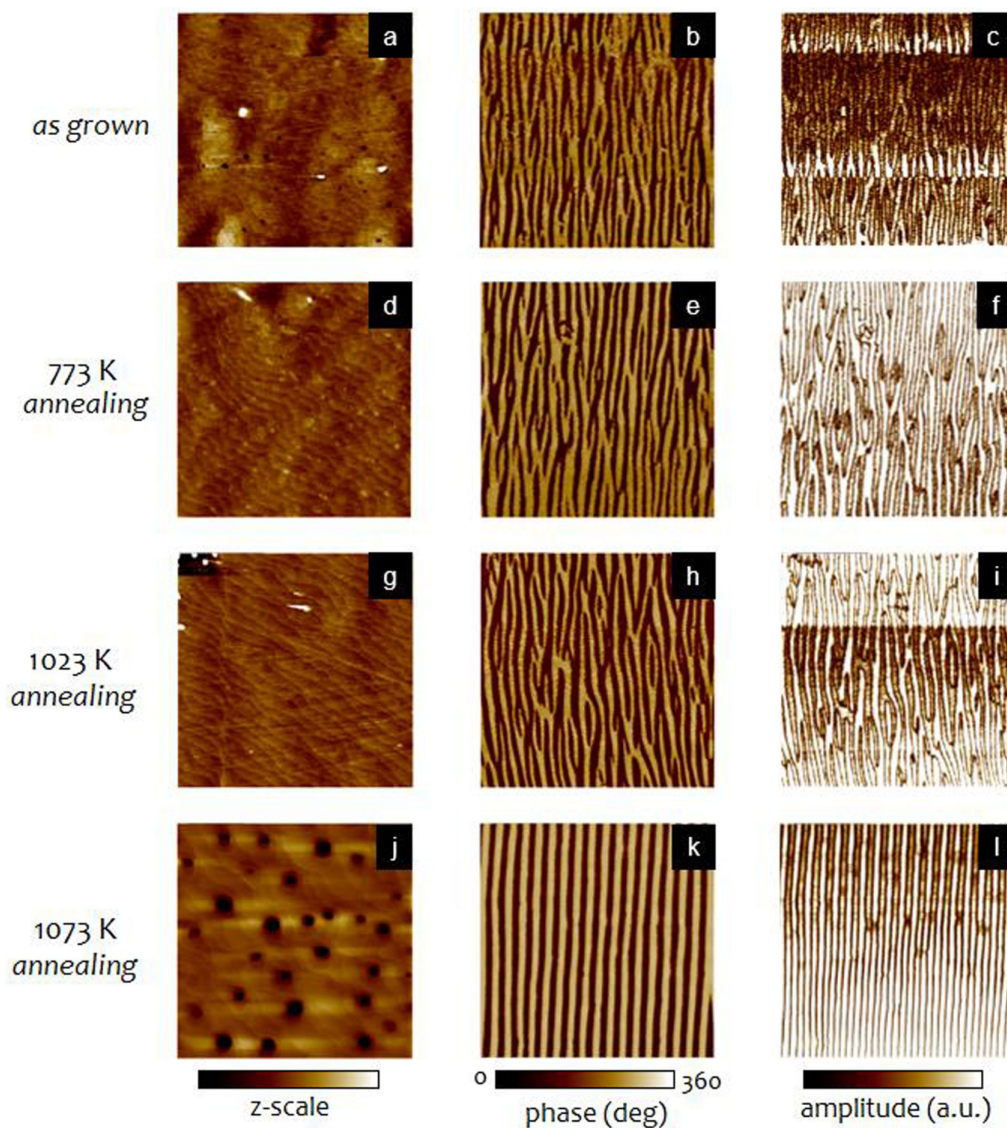 a
b
c
as grown
d
e
f
773 K
annealing
g
h
i
1023 K
annealing
j
k
l
1073 K
annealing
0
360
z-scale
phase (deg)
amplitude (a.u.)